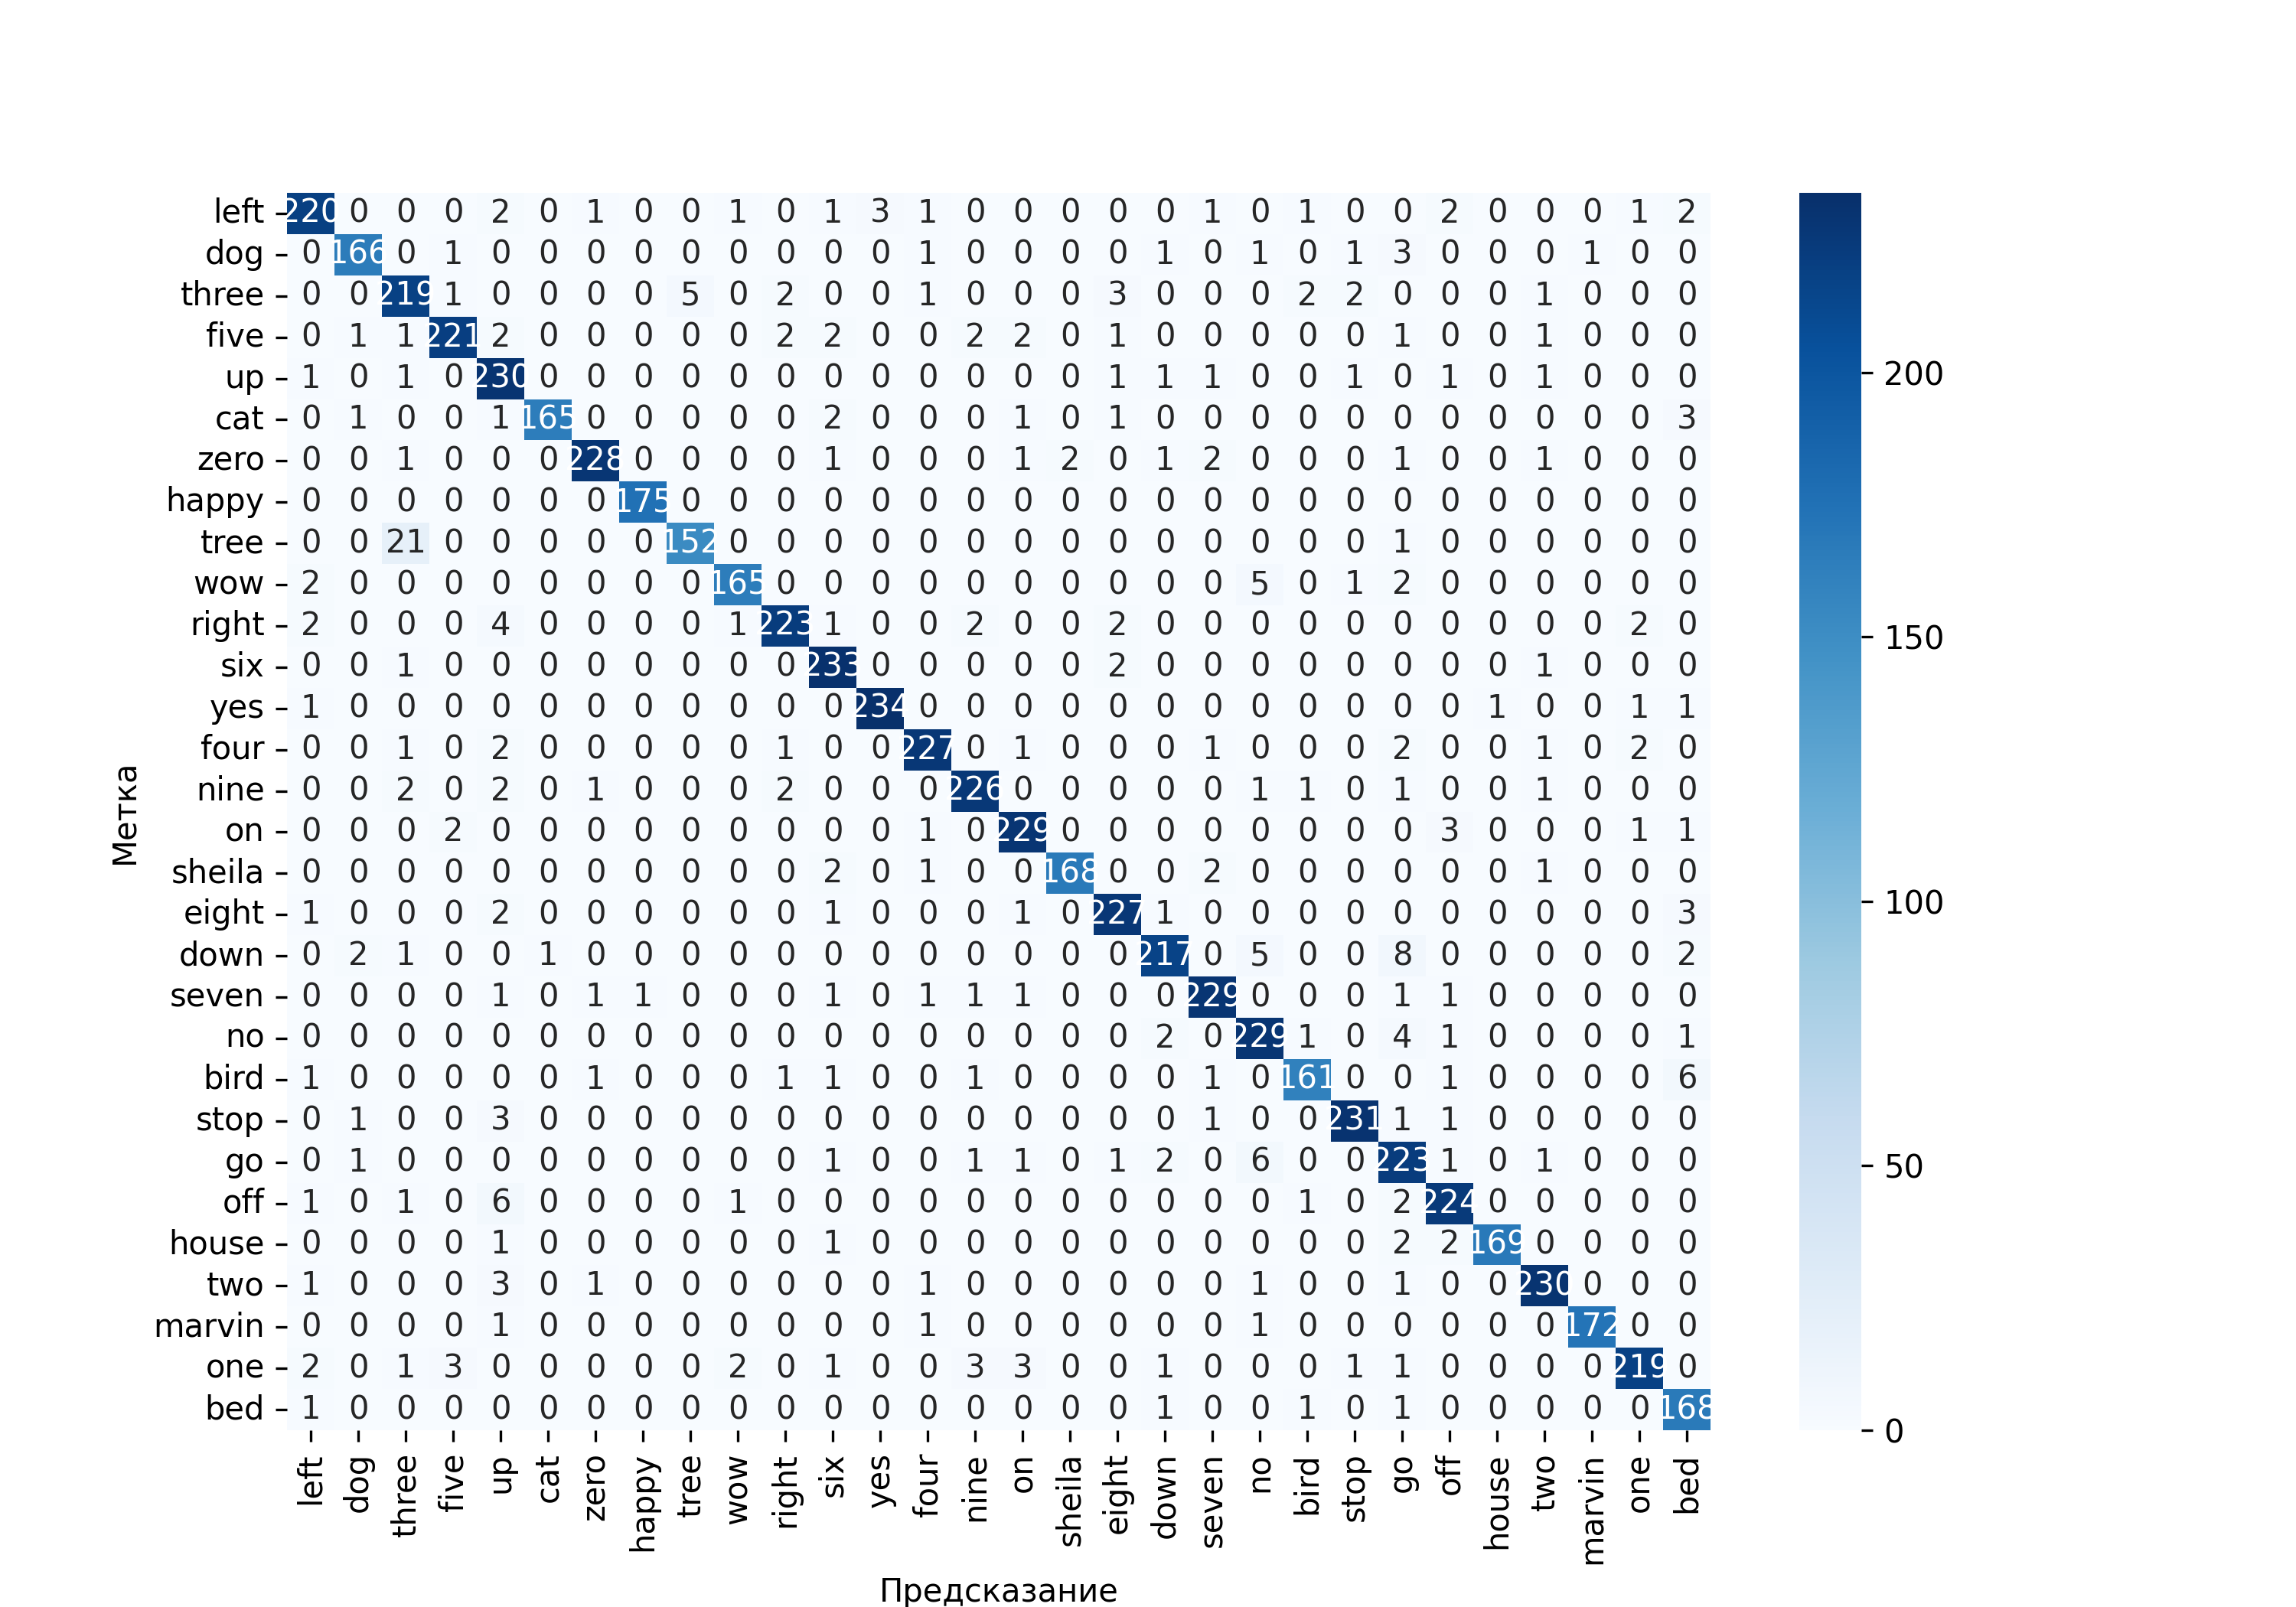 left 220 0 0 0 2 0 1 0 0 1 0 1 3 1 0 0 0 0 0 1 0 1 0 0 2 0 0 0 1 2
dog 0 166 0 1 0 0 0 0 0 0 0 0 0 1 0 0 0 0 1 0 1 0 1 3 0 0 0 1 0 0
three 0 0 219 1 0 0 0 0 5 0 2 0 0 1 0 0 0 3 0 0 0 2 2 0 0 0 1 0 0 0
200
five 0 1 1 221 2 0 0 0 0 0 2 2 0 0 2 2 0 1 0 0 0 0 0 1 0 0 1 0 0 0
up 1 0 1 0 230 0 0 0 0 0 0 0 0 0 0 0 0 1 1 1 0 0 1 0 1 0 1 0 0 0
cat 0 1 0 0 1 165 0 0 0 0 0 2 0 0 0 1 0 1 0 0 0 0 0 0 0 0 0 0 0 3
zero 0 0 1 0 0 0 228 0 0 0 0 1 0 0 0 1 2 0 1 2 0 0 0 1 0 0 1 0 0 0
happy 0 0 0 0 0 0 0 175 0 0 0 0 0 0 0 0 0 0 0 0 0 0 0 0 0 0 0 0 0 0
tree 0 0 21 0 0 0 0 0 152 0 0 0 0 0 0 0 0 0 0 0 0 0 0 1 0 0 0 0 0 0
wow 2 0 0 0 0 0 0 0 0 165 0 0 0 0 0 0 0 0 0 0 5 0 1 2 0 0 0 0 0 0
150
right 2 0 0 0 4 0 0 0 0 1 223 1 0 0 2 0 0 2 0 0 0 0 0 0 0 0 0 0 2 0
six 0 0 1 0 0 0 0 0 0 0 0 233 0 0 0 0 0 2 0 0 0 0 0 0 0 0 1 0 0 0
yes 1 0 0 0 0 0 0 0 0 0 0 0 234 0 0 0 0 0 0 0 0 0 0 0 0 1 0 0 1 1
four 0 0 1 0 2 0 0 0 0 0 1 0 0 227 0 1 0 0 0 1 0 0 0 2 0 0 1 0 2 0
nine 0 0 2 0 2 0 1 0 0 0 2 0 0 0 226 0 0 0 0 0 1 1 0 1 0 0 1 0 0 0
Метка
on 0 0 0 2 0 0 0 0 0 0 0 0 0 1 0 229 0 0 0 0 0 0 0 0 3 0 0 0 1 1
sheila 0 0 0 0 0 0 0 0 0 0 0 2 0 1 0 0 168 0 0 2 0 0 0 0 0 0 1 0 0 0
100
eight 1 0 0 0 2 0 0 0 0 0 0 1 0 0 0 1 0 227 1 0 0 0 0 0 0 0 0 0 0 3
down 0 2 1 0 0 1 0 0 0 0 0 0 0 0 0 0 0 0 217 0 5 0 0 8 0 0 0 0 0 2
seven 0 0 0 0 1 0 1 1 0 0 0 1 0 1 1 1 0 0 0 229 0 0 0 1 1 0 0 0 0 0
no 0 0 0 0 0 0 0 0 0 0 0 0 0 0 0 0 0 0 2 0 229 1 0 4 1 0 0 0 0 1
bird 1 0 0 0 0 0 1 0 0 0 1 1 0 0 1 0 0 0 0 1 0 161 0 0 1 0 0 0 0 6
stop 0 1 0 0 3 0 0 0 0 0 0 0 0 0 0 0 0 0 0 1 0 0 231 1 1 0 0 0 0 0
go 0 1 0 0 0 0 0 0 0 0 0 1 0 0 1 1 0 1 2 0 6 0 0 223 1 0 1 0 0 0
50
off 1 0 1 0 6 0 0 0 0 1 0 0 0 0 0 0 0 0 0 0 0 1 0 2 224 0 0 0 0 0
house 0 0 0 0 1 0 0 0 0 0 0 1 0 0 0 0 0 0 0 0 0 0 0 2 2 169 0 0 0 0
two 1 0 0 0 3 0 1 0 0 0 0 0 0 1 0 0 0 0 0 0 1 0 0 1 0 0 230 0 0 0
marvin 0 0 0 0 1 0 0 0 0 0 0 0 0 1 0 0 0 0 0 0 1 0 0 0 0 0 0 172 0 0
one 2 0 1 3 0 0 0 0 0 2 0 1 0 0 3 3 0 0 1 0 0 0 1 1 0 0 0 0 219 0
bed 1 0 0 0 0 0 0 0 0 0 0 0 0 0 0 0 0 0 1 0 0 1 0 1 0 0 0 0 0 168
0
left dog three five up cat zero happy tree wow right six yes four nine on sheila eight down seven no bird stop go off house two marvin one bed
Предсказание